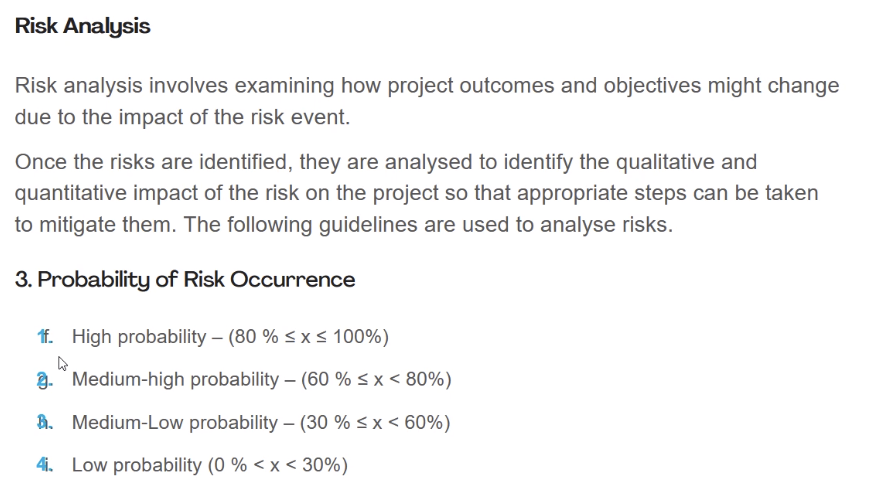 Risk Analysis
Risk analysis involves examining how project outcomes and objectives might change
due to the impact of the risk event.
Once the risks are identified, they are analysed to identify the qualitative and
quantitative impact of the risk on the project so that appropriate steps can be taken
to mitigate them. The following guidelines are used to analyse risks.
3. Probability of Risk Occurrence
1. f. High probability – (80 % ≤ x ≤ 100%)
2. g. Medium-high probability – (60 % ≤ x < 80%)
3. h. Medium-Low probability – (30 % ≤ x < 60%)
4. i. Low probability (0 % < x < 30%)